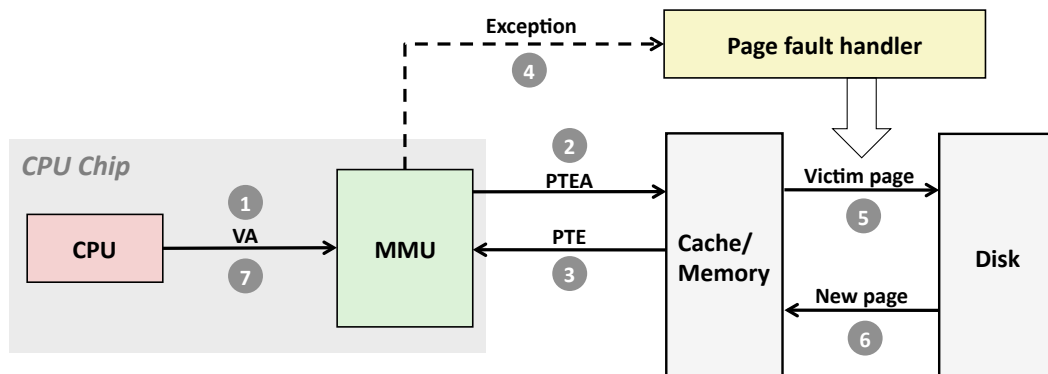 Exception
4
Page fault handler
CPU Chip
2
PTEA
Victim page
5
1
VA
7
CPU
MMU
PTE
3
Cache/
Memory
Disk
New page
6